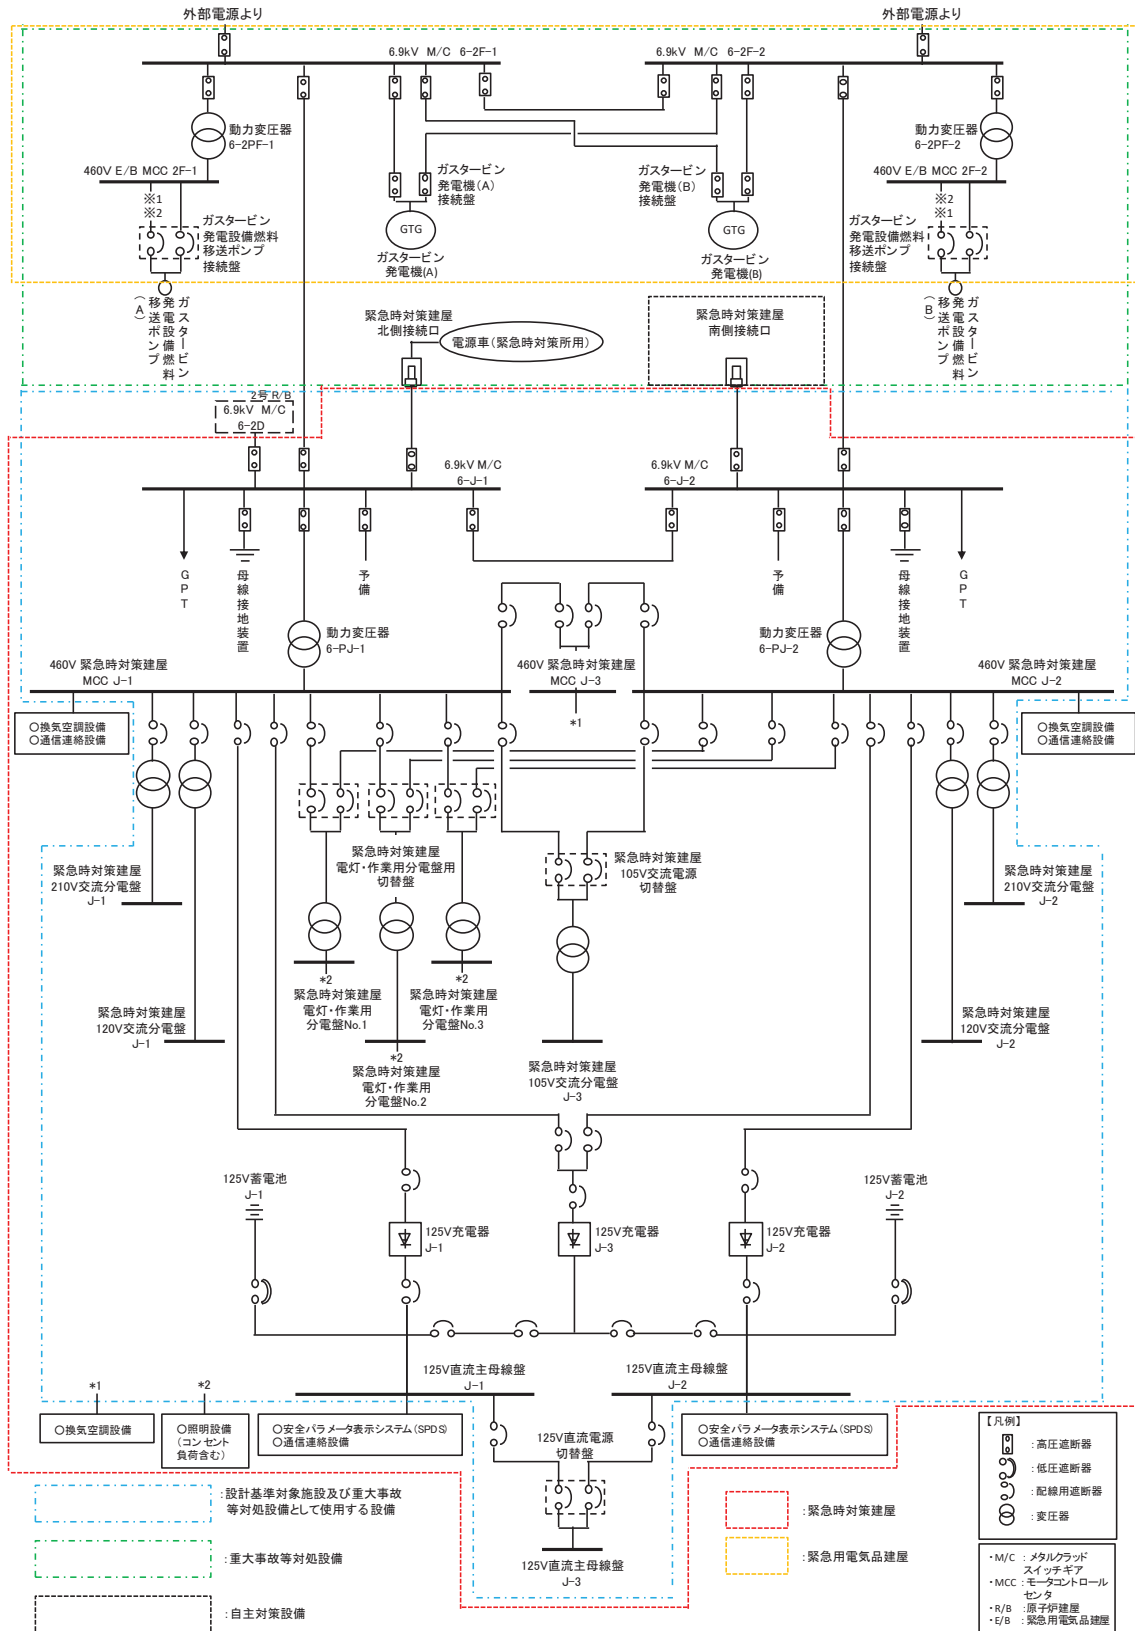 外部電源より
外部電源より
6.9kV M/C 6-2F-1
6.9kV M/C 6-2F-2
動力変圧器
6-2PF-1
動力変圧器
6-2PF-2
460V E/B MCC 2F-1
460V E/B MCC 2F-2
※1
※2
ガスタービン
発電設備燃料
移送ポンプ
接続盤
ガスタービン
発電機(A)
接続盤
ガスタービン
発電機(B)
接続盤
※2
※1
ガスタービン
発電設備燃料
移送ポンプ
接続盤
GTG
GTG
ガスタービン
発電機(A)
ガスタービン
発電機(B)
ガスタービン
発電設備燃料
移送ポンプ
(A)
ガスタービン
発電設備燃料
移送ポンプ
(B)
緊急時対策建屋
北側接続口
電源車(緊急時対策所用)
緊急時対策建屋
南側接続口
2号R/B
6.9kV M/C
6-2D
6.9kV M/C
6-J-1
6.9kV M/C
6-J-2
GPT
母線接地装置
予備
予備
母線接地装置
GPT
動力変圧器
6-PJ-1
動力変圧器
6-PJ-2
460V 緊急時対策建屋
MCC J-1
460V 緊急時対策建屋
MCC J-3
460V 緊急時対策建屋
MCC J-2
*1
○換気空調設備
○通信連絡設備
○換気空調設備
○通信連絡設備
緊急時対策建屋
電灯・作業用分電盤用
切替盤
緊急時対策建屋
105V交流電源
切替盤
緊急時対策建屋
210V交流分電盤
J-1
緊急時対策建屋
210V交流分電盤
J-2
*2
緊急時対策建屋
電灯・作業用
分電盤No.1
*2
緊急時対策建屋
電灯・作業用
分電盤No.3
緊急時対策建屋
120V交流分電盤
J-1
緊急時対策建屋
120V交流分電盤
J-2
*2
緊急時対策建屋
電灯・作業用
分電盤No.2
緊急時対策建屋
105V交流分電盤
J-3
125V蓄電池
J-1
125V蓄電池
J-2
125V充電器
J-1
125V充電器
J-3
125V充電器
J-2
125V直流主母線盤
J-1
125V直流主母線盤
J-2
*1
*2
○換気空調設備
○照明設備
(コンセント
負荷含む)
○安全パラメータ表示システム(SPDS)
○通信連絡設備
○安全パラメータ表示システム(SPDS)
○通信連絡設備
125V直流電源
切替盤
125V直流主母線盤
J-3
【凡例】
:高圧遮断器
:低圧遮断器
:配線用遮断器
:変圧器
:設計基準対象施設及び重大事故
等対処設備として使用する設備
:重大事故等対処設備
:自主対策設備
:緊急時対策建屋
:緊急用電気品建屋
・M/C :メタルクラッド
スイッチギア
・MCC :モータコントロール
センタ
・R/B :原子炉建屋
・E/B :緊急用電気品建屋